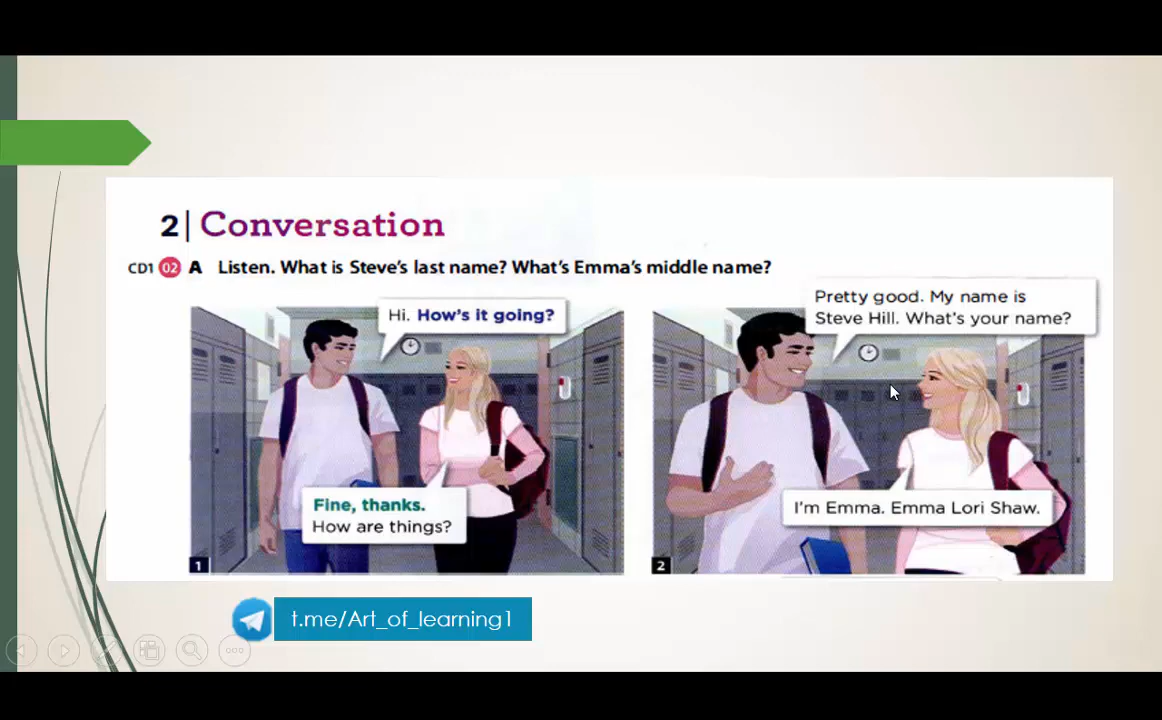 2| Conversation
CD1 02 A Listen. What is Steve's last name? What's Emma's middle name?
Hi. How's it going?
Fine, thanks.
How are things?
1
Pretty good. My name is
Steve Hill. What's your name?
I'm Emma. Emma Lori Shaw.
2
t.me/Art_of_learning1